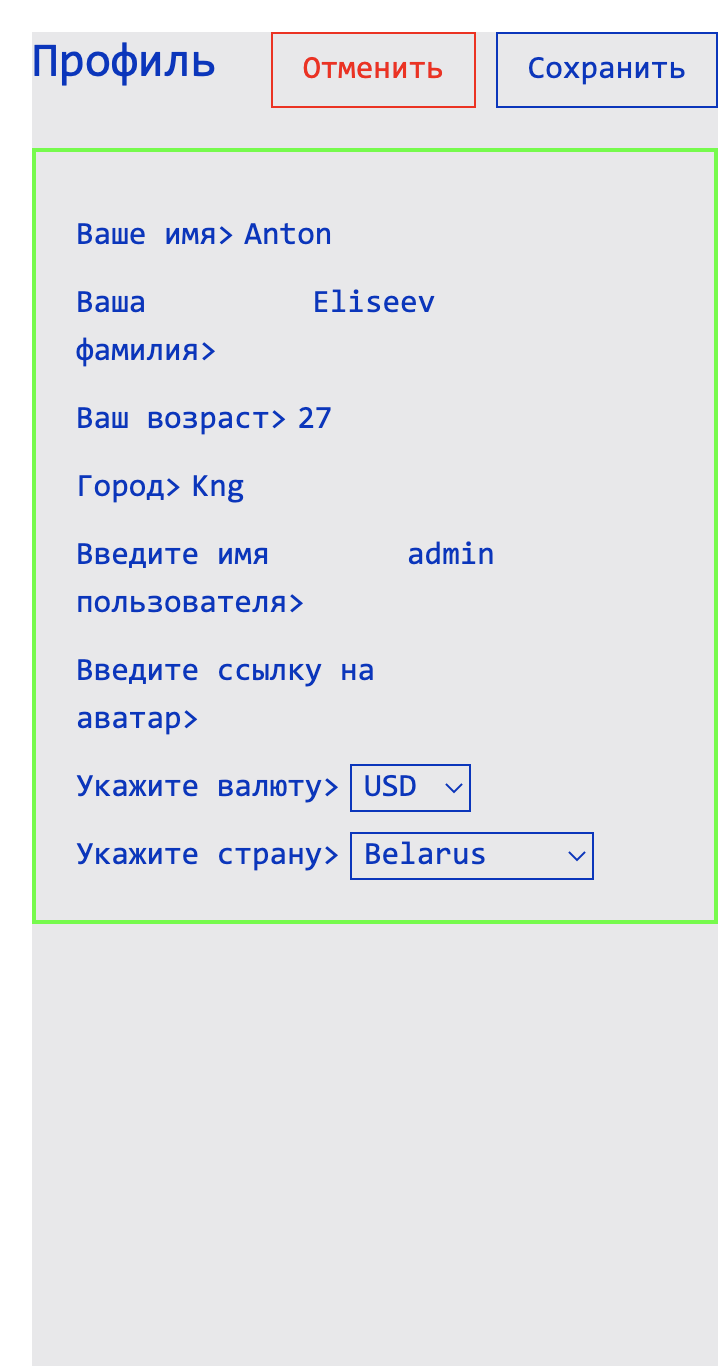 Профиль Отменить Сохранить
Ваше имя> Anton
Ваша Eliseev
фамилия>
Ваш возраст> 27
Город> Kng
Введите имя admin
пользователя>
Введите ссылку на
аватар>
Укажите валюту> USD
Укажите страну> Belarus